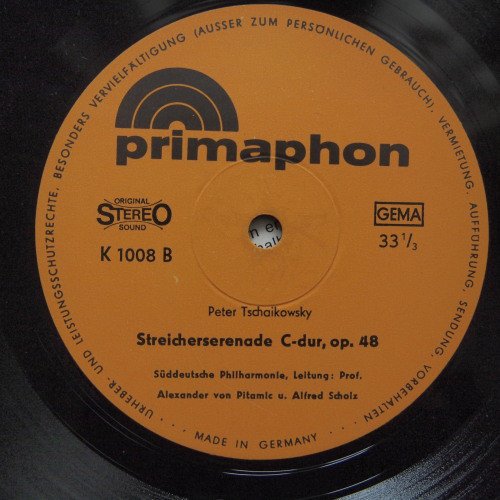 URHEBER- UND LEISTUNGSSCHUTZRECHTE, BESONDERS VERVIELFÄLTIGUNG (AUSSER ZUM PERSÖNLICHEN GEBRAUCH), VERMIETUNG, AUFFÜHRUNG, SENDUNG, VORBEHALTEN
primaphon
ORIGINAL
STEREO
SOUND
GEMA
K 1008 B
33 1/3
Peter Tschaikowsky
Streicherserenade C-dur, op. 48
Süddeutsche Philharmonie, Leitung: Prof.
Alexander von Pitamic u. Alfred Scholz
MADE IN GERMANY